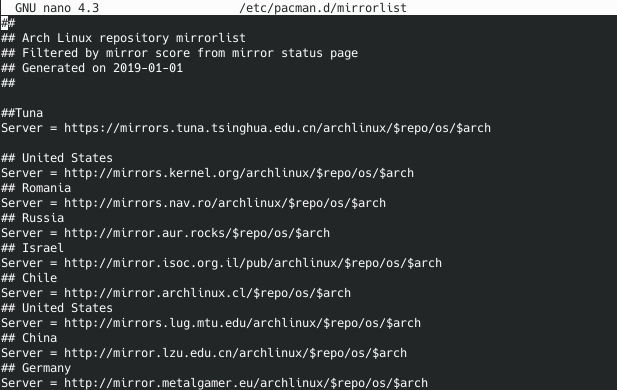 GNU nano 4.3 /etc/pacman.d/mirrorlist
##
## Arch Linux repository mirrorlist
## Filtered by mirror score from mirror status page
## Generated on 2019-01-01
##
##Tuna
Server = https://mirrors.tuna.tsinghua.edu.cn/archlinux/$repo/os/$arch
## United States
Server = http://mirrors.kernel.org/archlinux/$repo/os/$arch
## Romania
Server = http://mirrors.nav.ro/archlinux/$repo/os/$arch
## Russia
Server = http://mirror.aur.rocks/$repo/os/$arch
## Israel
Server = http://mirror.isoc.org.il/pub/archlinux/$repo/os/$arch
## Chile
Server = http://mirror.archlinux.cl/$repo/os/$arch
## United States
Server = http://mirrors.lug.mtu.edu/archlinux/$repo/os/$arch
## China
Server = http://mirror.lzu.edu.cn/archlinux/$repo/os/$arch
## Germany
Server = http://mirror.metalgamer.eu/archlinux/$repo/os/$arch